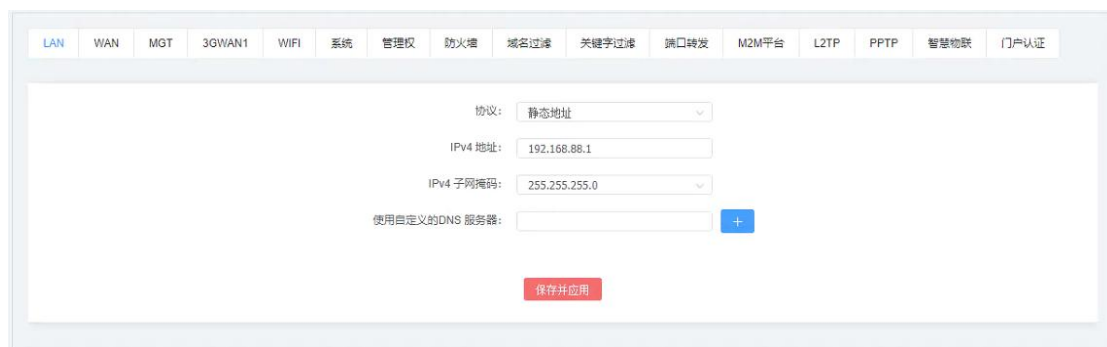 LAN WAN MGT 3GWAN1 WIFI 系统 管理权 防火墙 域名过滤 关键字过滤 端口转发 M2M平台 L2TP PPTP 智慧物联 门户认证
协议: 静态地址
IPv4 地址: 192.168.88.1
IPv4 子网掩码: 255.255.255.0
使用自定义的DNS 服务器: +
保存并应用